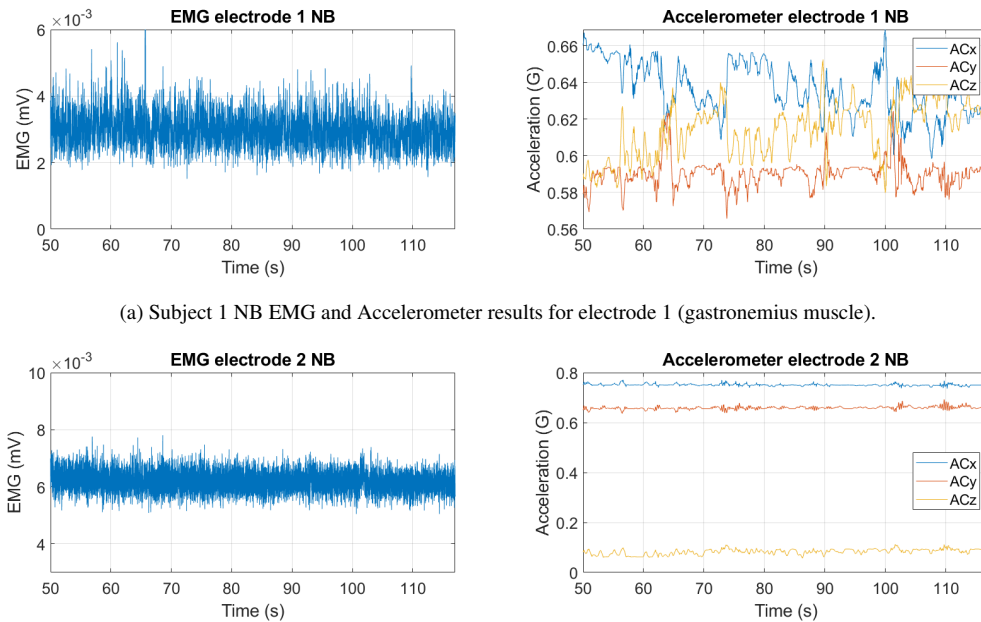 EMG electrode 1 NB
×10⁻³
6
4
2
0
EMG (mV)
50 60 70 80 90 100 110
Time (s)
Accelerometer electrode 1 NB
0.66
0.64
0.62
0.6
0.58
0.56
Acceleration (G)
ACx
ACy
ACz
50 60 70 80 90 100 110
Time (s)
(a) Subject 1 NB EMG and Accelerometer results for electrode 1 (gastronemius muscle).
EMG electrode 2 NB
×10⁻³
10
8
6
4
EMG (mV)
50 60 70 80 90 100 110
Time (s)
Accelerometer electrode 2 NB
0.8
0.6
0.4
0.2
0
Acceleration (G)
ACx
ACy
ACz
50 60 70 80 90 100 110
Time (s)